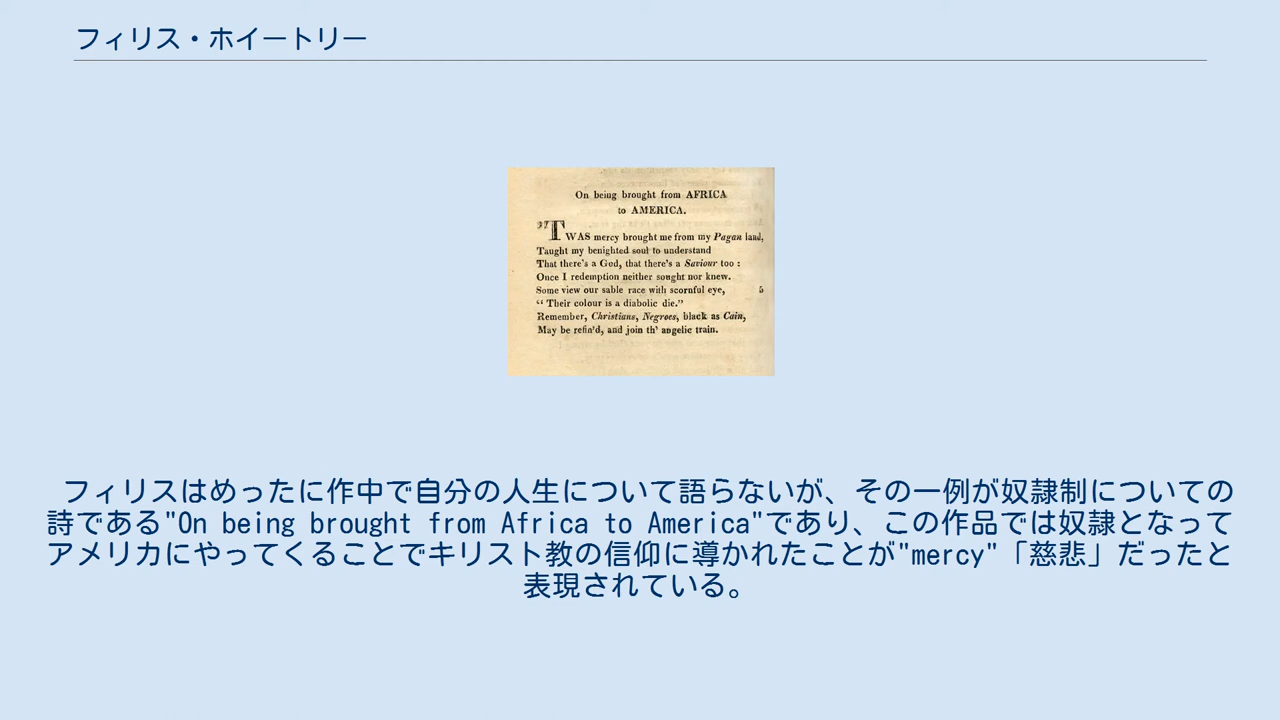 フィリス・ホイートリー
On being brought from AFRICA
to AMERICA.
"TWAS mercy brought me from my Pagan land,
Taught my benighted soul to understand
That there's a God, that there's a Saviour too :
Once I redemption neither sought nor knew.
Some view our sable race with scornful eye, 5
“ Their colour is a diabolic die.”
Remember, Christians, Negroes, black as Cain,
May be refin'd, and join th' angelic train.
フィリスはめったに作中で自分の人生について語らないが、その一例が奴隷制についての
詩である"On being brought from Africa to America"であり、この作品では奴隷となって
アメリカにやってくることでキリスト教の信仰に導かれたことが"mercy"「慈悲」だったと
表現されている。